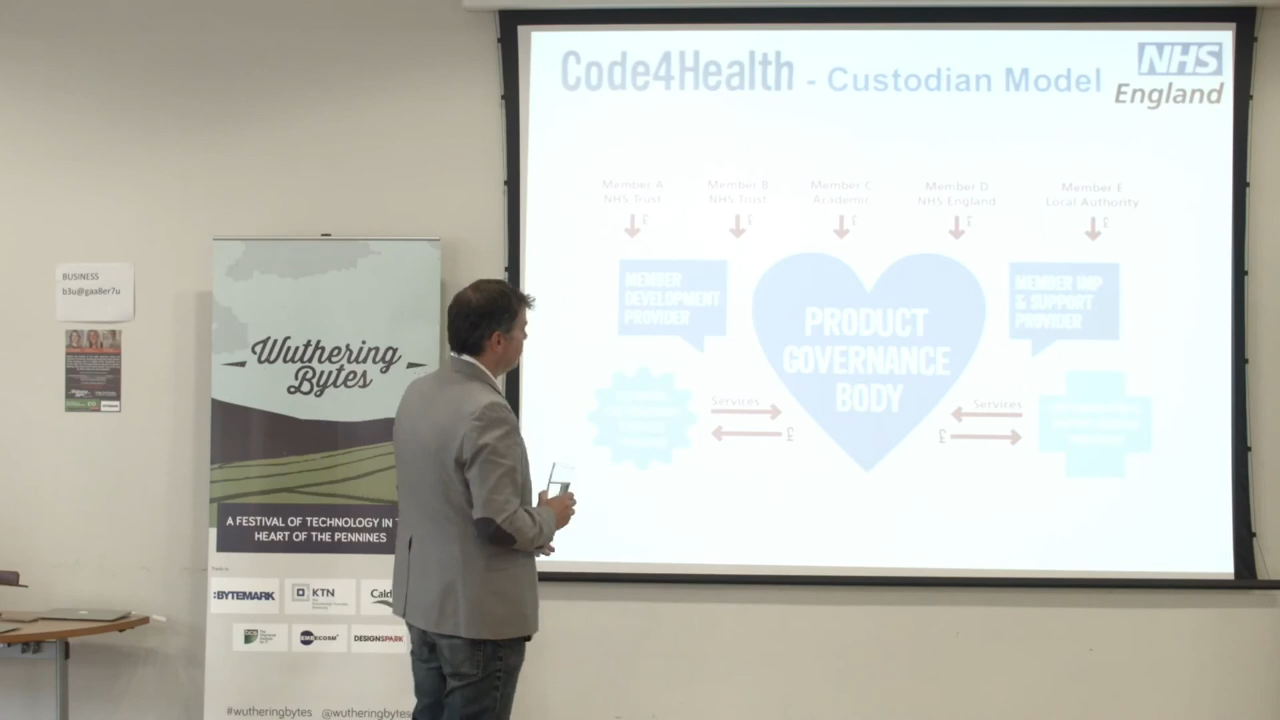 Code4Health - Custodian Model
NHS
England
Member A
NHS Trust
Member B
NHS Trust
Member C
Academic
Member D
NHS England
Member E
Local Authority
£
£
£
£
£
MEMBER
DEVELOPMENT
PROVIDER
PRODUCT
GOVERNANCE
BODY
MEMBER IMP
& SUPPORT
PROVIDER
Services
£
Services
£
BUSINESS
b3u@gaa8er7u
Wuthering
Bytes
A FESTIVAL OF TECHNOLOGY IN
HEART OF THE PENNINES
:BYTEMARK
KTN
Cald
DESIGNSPARK
#wutheringbytes @wutheringbytes